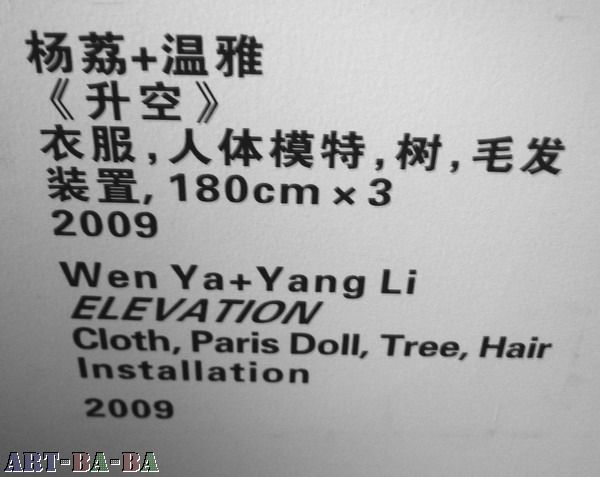 杨荔+温雅
《升空》
衣服,人体模特,树,毛发
装置,180cm×3
2009
Wen Ya+Yang Li
ELEVATION
Cloth, Paris Doll, Tree, Hair
Installation
2009
ART-BA-BA